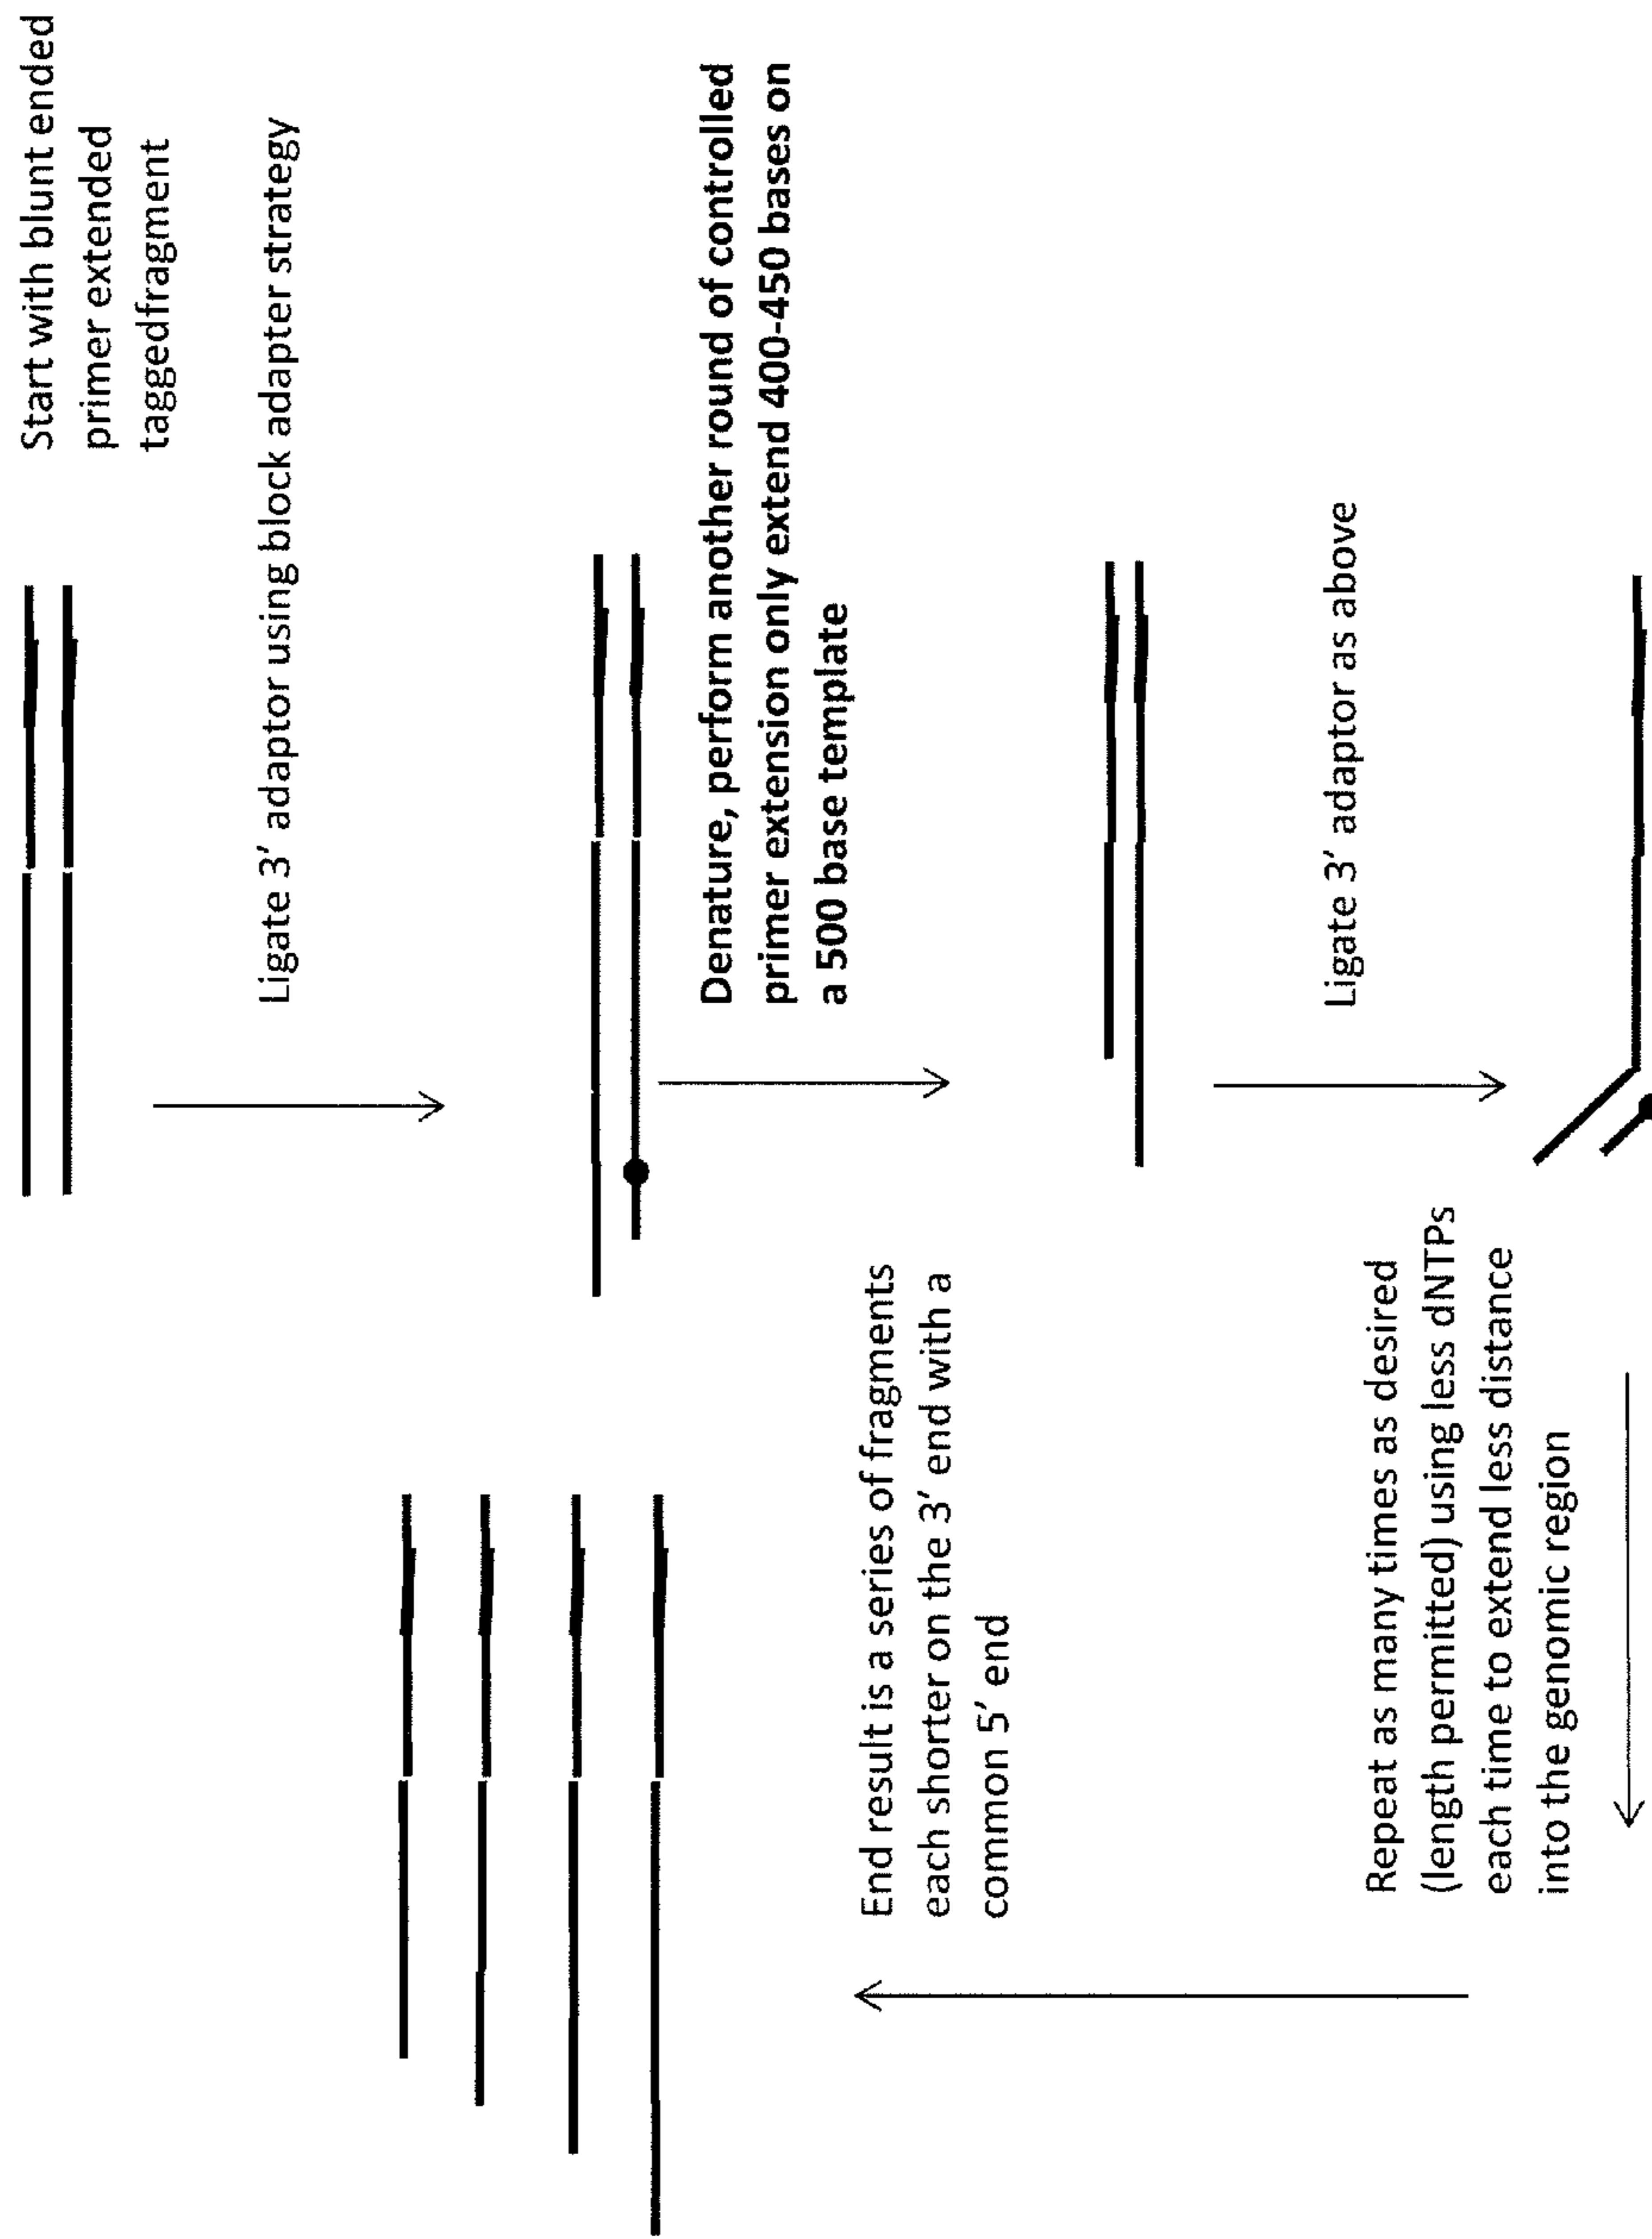 Start with blunt ended
primer extended
taggedfragment
Ligate 3′ adaptor using block adapter strategy
Denature, perform another round of controlled
primer extension only extend 400-450 bases on
a 500 base template
Ligate 3′ adaptor as above
Repeat as many times as desired
(length permitted) using less dNTPs
each time to extend less distance
into the genomic region
End result is a series of fragments
each shorter on the 3′ end with a
common 5′ end